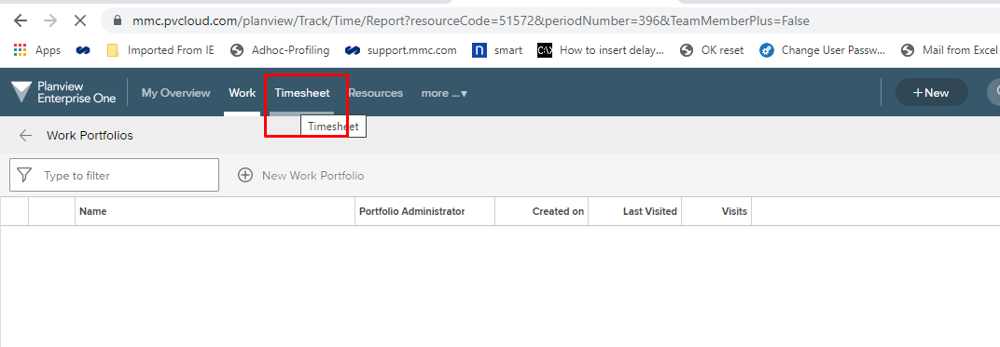 mmc.pvcloud.com/planview/Track/Time/Report?resourceCode=51572&periodNumber=396&TeamMemberPlus=False
Apps Imported From IE Adhoc-Profiling support.mmc.com n smart C:\ How to insert delay... OK reset Change User Passw... Mail from Excel
Planview
Enterprise One
My Overview Work Timesheet Resources more ... ▾ +New
Timesheet
← Work Portfolios
Type to filter New Work Portfolio
Name Portfolio Administrator Created on Last Visited Visits